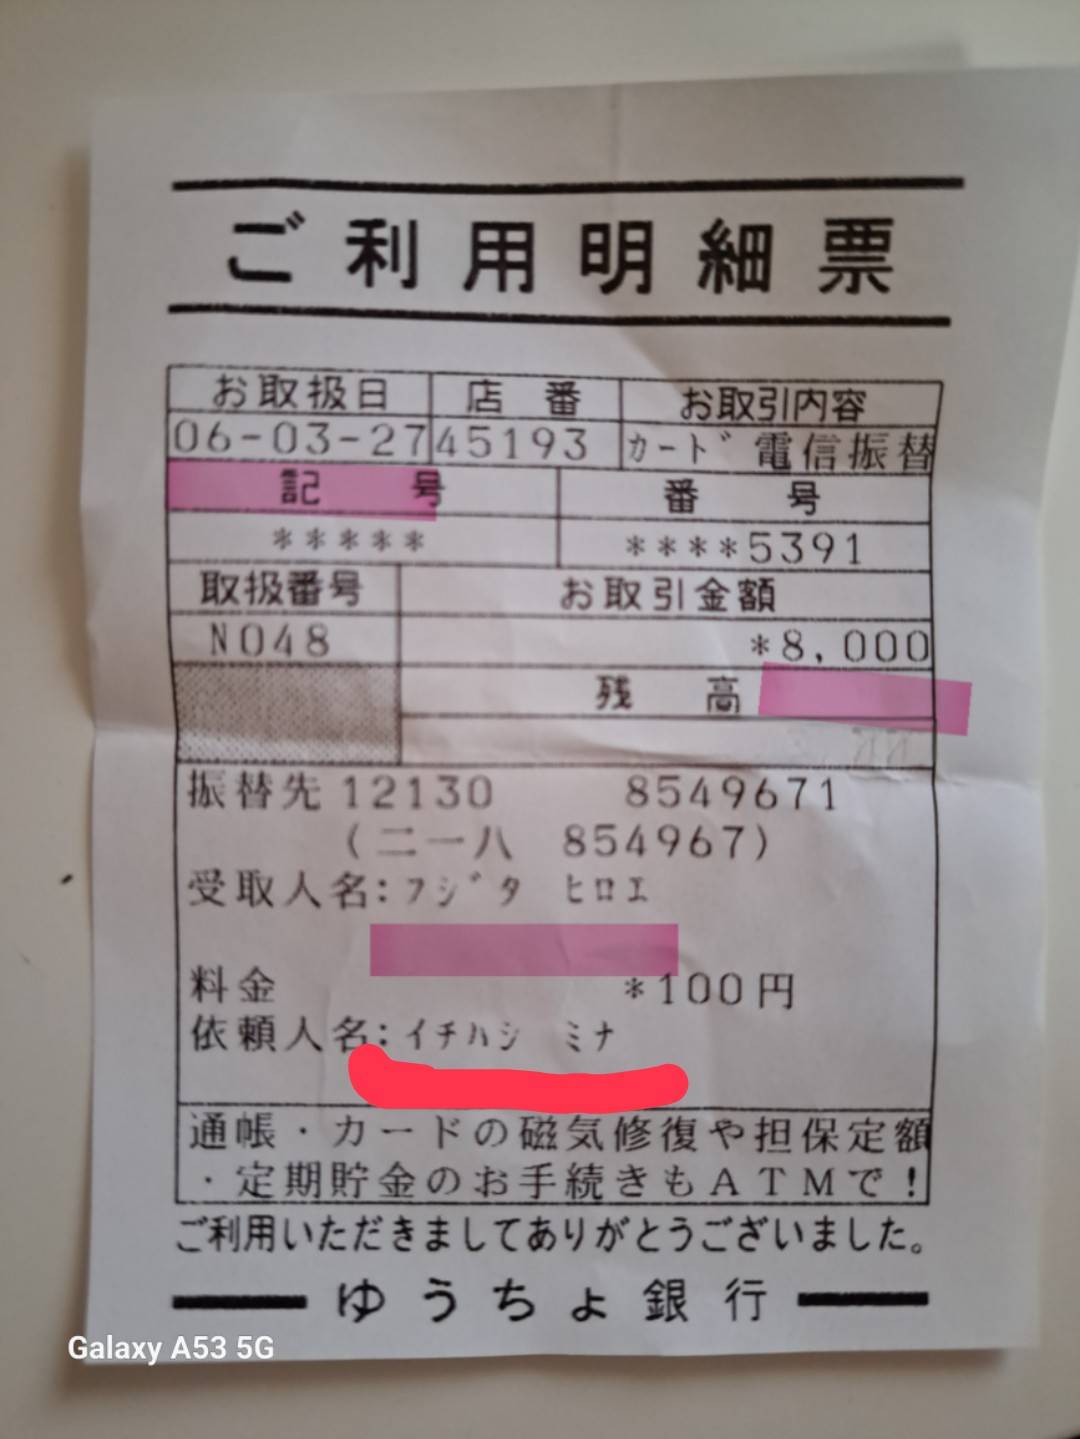 ご利用明細票
お取扱日 店番 お取引内容
06-03-27 45193 カード電信振替
記号 番号
***** ****5391
取扱番号 お取引金額
N048 *8,000
残高
振替先 12130 8549671
(二一八 854967)
受取人名:フジタ ヒロエ
料金 *100円
依頼人名:イチハシ ミナ
通帳・カードの磁気修復や担保定額
・定期貯金のお手続きもATMで!
ご利用いただきましてありがとうございました。
ゆうちょ銀行
Galaxy A53 5G